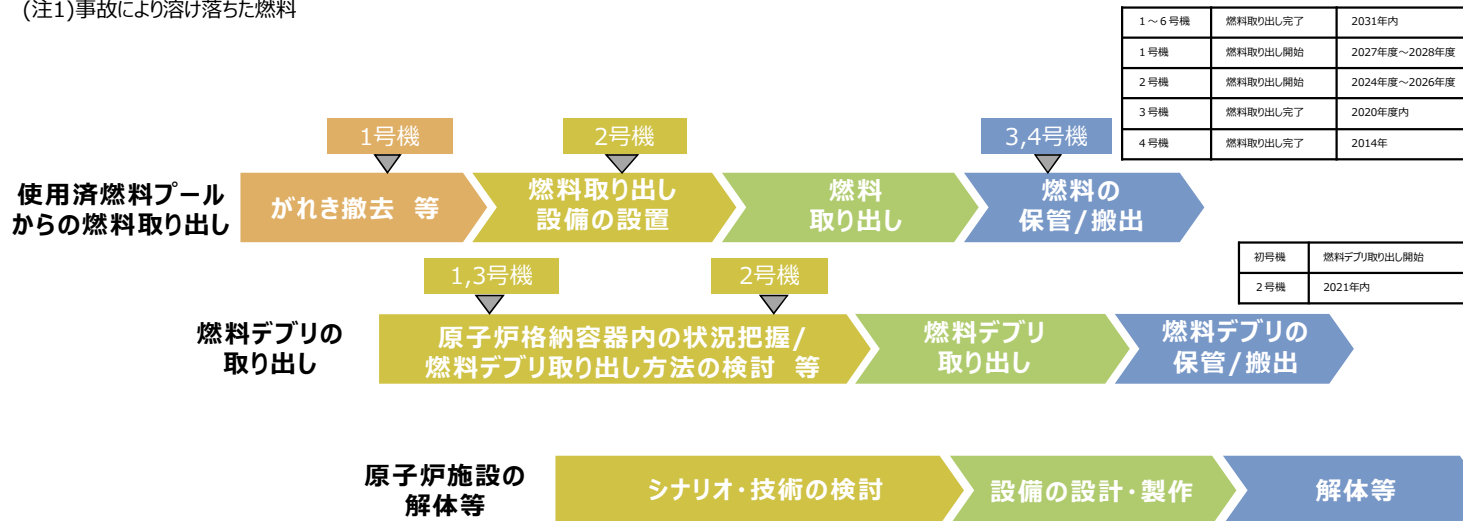 (注1)事故により溶け落ちた燃料
1～6号機 燃料取り出し完了 2031年内
1号機 燃料取り出し開始 2027年度～2028年度
2号機 燃料取り出し開始 2024年度～2026年度
3号機 燃料取り出し完了 2020年度内
4号機 燃料取り出し完了 2014年
1号機
2号機
3,4号機
使用済燃料プール
からの燃料取り出し
がれき撤去 等
燃料取り出し
設備の設置
燃料
取り出し
燃料の
保管/搬出
初号機 燃料デブリ取り出し開始
2号機 2021年内
1,3号機
2号機
燃料デブリの
取り出し
原子炉格納容器内の状況把握/
燃料デブリ取り出し方法の検討 等
燃料デブリ
取り出し
燃料デブリの
保管/搬出
原子炉施設の
解体等
シナリオ・技術の検討
設備の設計・製作
解体等